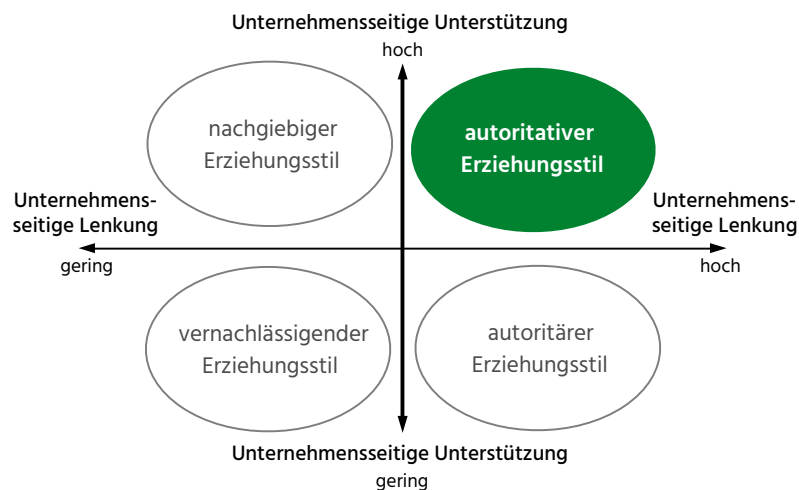 Unternehmensseitige Unterstützung
hoch
nachgiebiger
Erziehungsstil
autoritativer
Erziehungsstil
Unternehmens-
seitige Lenkung
gering
Unternehmens-
seitige Lenkung
hoch
vernachlässigender
Erziehungsstil
autoritärer
Erziehungsstil
Unternehmensseitige Unterstützung
gering